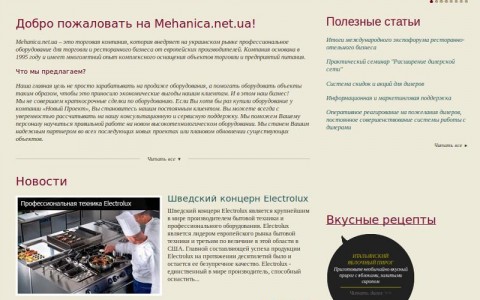 Добро пожаловать на Mehanica.net.ua!
Mehanica.net.ua – это торговая компания, которая внедряет на украинском рынке профессиональное
оборудование для торговли и ресторанного бизнеса от европейских производителей. Компания основана в
1995 году и имеет многолетний опыт комплексного оснащения объектов торговли и предприятий питания.
Что мы предлагаем?
Наша главная цель не просто заработать на продаже оборудования, а помогать оборудовать объекты
таким образом, чтобы это приносило экономические выгоды нашим клиентам. И в этом наш бизнес!
Мы не совершаем краткосрочные сделки по оборудованию. Если Вы хотя бы раз купили оборудование у
компании «Новый Проект», Вы становитесь нашим постоянным клиентом. Вы можете всегда с
уверенностью рассчитывать на нашу консультационную и сервисную поддержку. Мы поможем Вашему
персоналу научиться правильной работе на новом высокотехнологическом оборудовании. Мы станем Вашим
надежным партнером во всех последующих новых проектах или плановом обновлении существующих
объектов.
Читать все
Новости
Профессиональная техника Electrolux
Шведский концерн Electrolux
Шведский концерн Electrolux является крупнейшим
в мире производителем бытовой техники и
профессионального оборудования. Electrolux
является лидером европейского рынка бытовой
техники и третьим по величине в этой области в
США. Главной составляющей успеха продукции
Electrolux на протяжении десятилетий было и
остается ее безупречное качество. Electrolux -
единственный в мире производитель, способный
оснастить...
Полезные статьи
Итоги международного гостафорума ресторанно-
отельного бизнеса
Практический семинар "Расширение дилерской
сети"
Система скидок и акций для дилеров
Информационная и маркетинговая поддержка
Оперативное реагирование на пожелания дилеров,
постоянное совершенствование системы работы с
дилерами
Читать все
Вкусные рецепты
ИТАЛЬЯНСКИЙ
ЯБЛОЧНЫЙ ПИРОГ
Приготовьте необычайно вкусный
пирог с яблоками, залитыми
сиропом
Читать далее